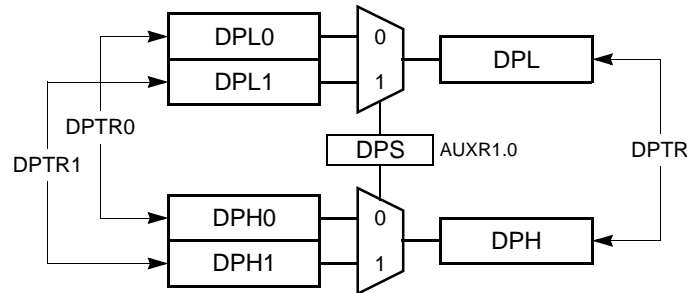 DPL0
0
DPL
DPL1
1
DPTR0
DPTR1
DPS
AUXR1.0
DPTR
DPH0
0
DPH
DPH1
1